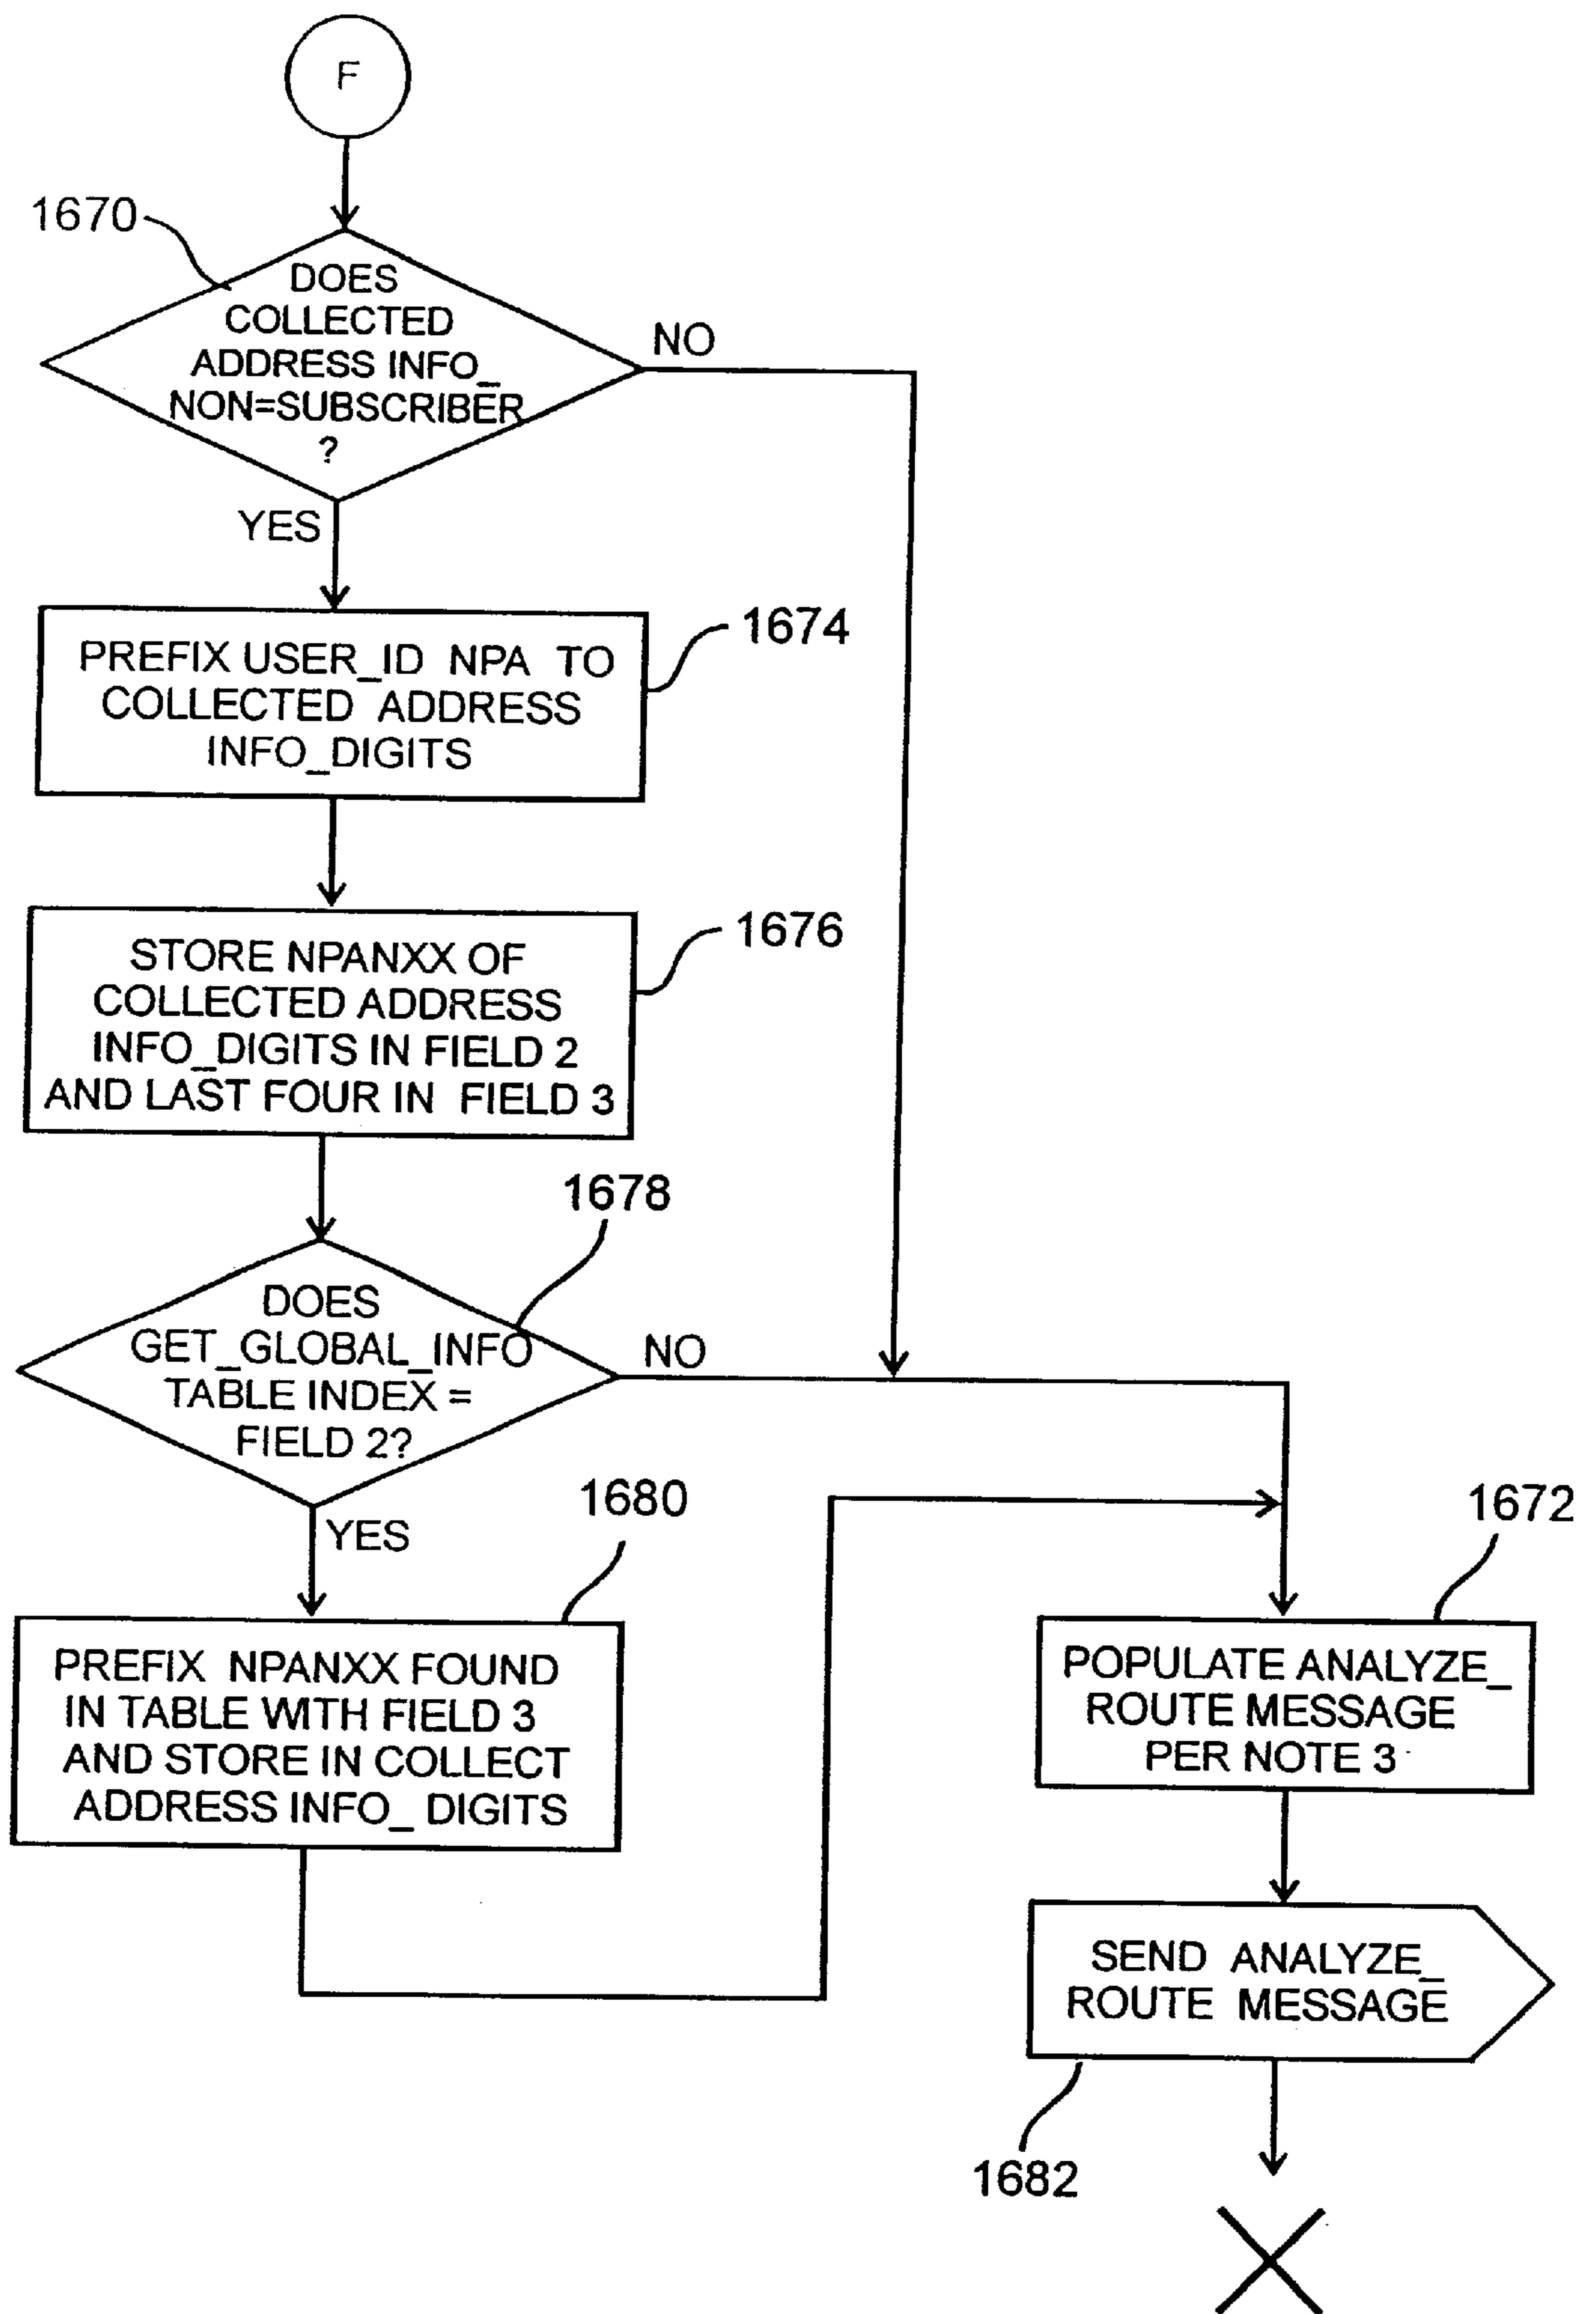 F
1670
DOES
COLLECTED
ADDRESS INFO_
NON=SUBSCRIBER
?
NO
YES
PREFIX USER_ID NPA TO
COLLECTED ADDRESS
INFO_DIGITS
1674
STORE NPANXX OF
COLLECTED ADDRESS
INFO_DIGITS IN FIELD 2
AND LAST FOUR IN FIELD 3
1676
1678
DOES
GET_GLOBAL_INFO
TABLE INDEX =
FIELD 2?
NO
YES
1680
PREFIX NPANXX FOUND
IN TABLE WITH FIELD 3
AND STORE IN COLLECT
ADDRESS INFO_ DIGITS
1672
POPULATE ANALYZE_
ROUTE MESSAGE
PER NOTE 3
SEND ANALYZE_
ROUTE MESSAGE
1682